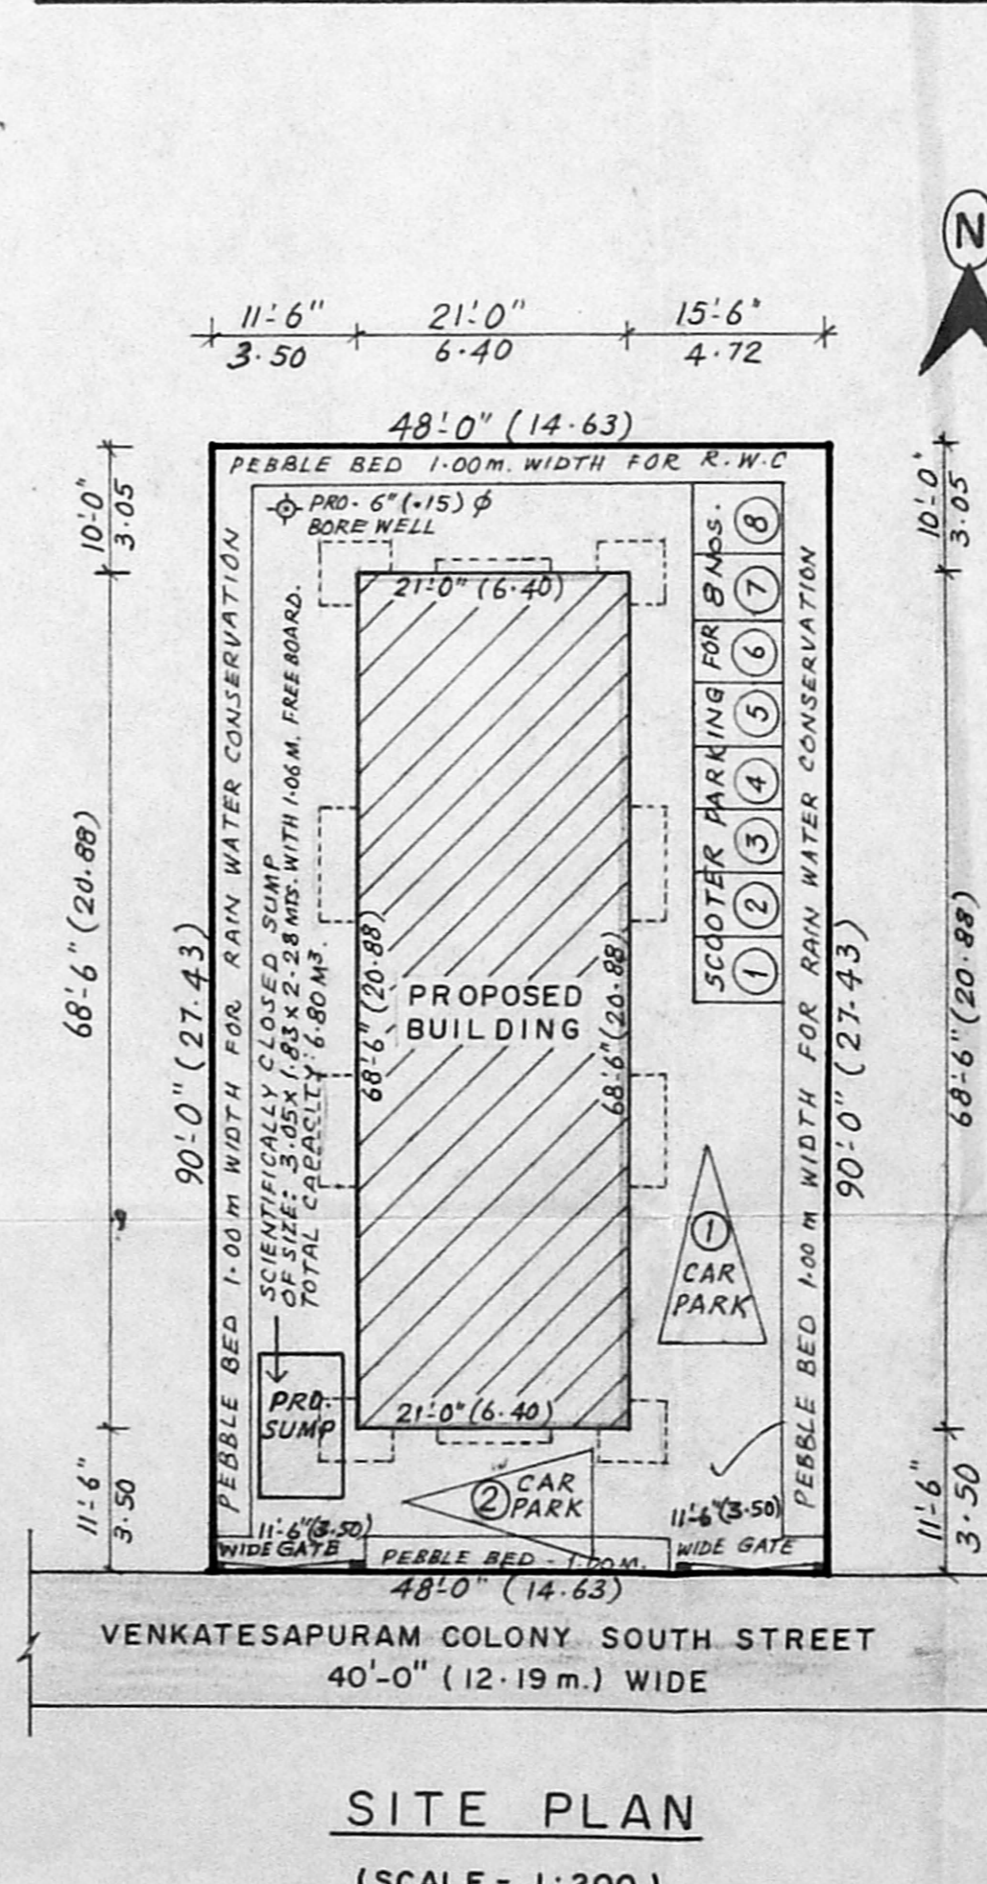 N
11'-6"
21'-0"
15'-6"
3.50
6.40
4.72
48'-0" (14.63)
PEBBLE BED 1.00m. WIDTH FOR R.W.C
10'-0"
3.05
10'-0"
3.05
PRO. 6"(.15) ϕ
BORE WELL
21'-0" (6.40)
68'-6" (20.88)
90'-0" (27.43)
PEBBLE BED 1.00 m WIDTH FOR RAIN WATER CONSERVATION
SCIENTIFICALLY CLOSED SUMP
OF SIZE: 3.05 x 1.83 x 2.28 MTS. WITH 1.06 M. FREE BOARD.
TOTAL CAPACITY: 6.80 M³.
68'-6" (20.88)
PROPOSED
BUILDING
68'-6" (20.88)
SCOOTER PARKING FOR 8 Nos.
8
7
6
5
4
3
2
1
PEBBLE BED 1.00 m WIDTH FOR RAIN WATER CONSERVATION
90'-0" (27.43)
68'-6" (20.88)
1
CAR
PARK
PRO.
SUMP
21'-0" (6.40)
2 CAR
PARK
11'-6"
3.50
11'-6"
3.50
11'-6" (3.50)
WIDE GATE
PEBBLE BED - 1.00 M.
11'-6" (3.50)
WIDE GATE
48'-0" (14.63)
VENKATESAPURAM COLONY SOUTH STREET
40'-0" (12.19 m.) WIDE
SITE PLAN
(SCALE - 1:200)